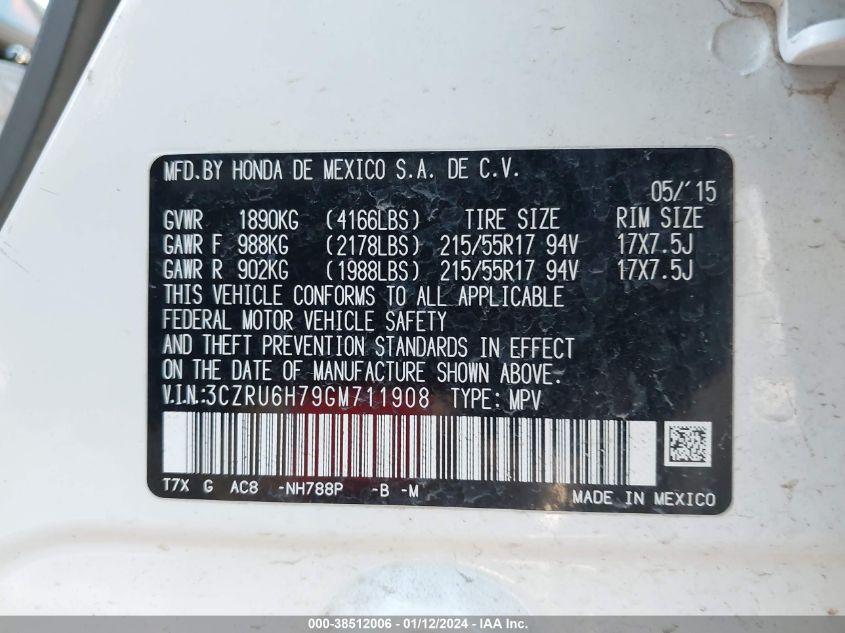 MFD.BY HONDA DE MEXICO S.A. DE C.V.
05/'15
GVWR 1890KG (4166LBS) TIRE SIZE RIM SIZE
GAWR F 988KG (2178LBS) 215/55R17 94V 17X7.5J
GAWR R 902KG (1988LBS) 215/55R17 94V 17X7.5J
THIS VEHICLE CONFORMS TO ALL APPLICABLE
FEDERAL MOTOR VEHICLE SAFETY
AND THEFT PREVENTION STANDARDS IN EFFECT
ON THE DATE OF MANUFACTURE SHOWN ABOVE.
V.I.N:3CZRU6H79GM711908 TYPE: MPV
T7X G AC8 -NH788P -B -M
MADE IN MEXICO
000-38512006 - 01/12/2024 - IAA Inc.